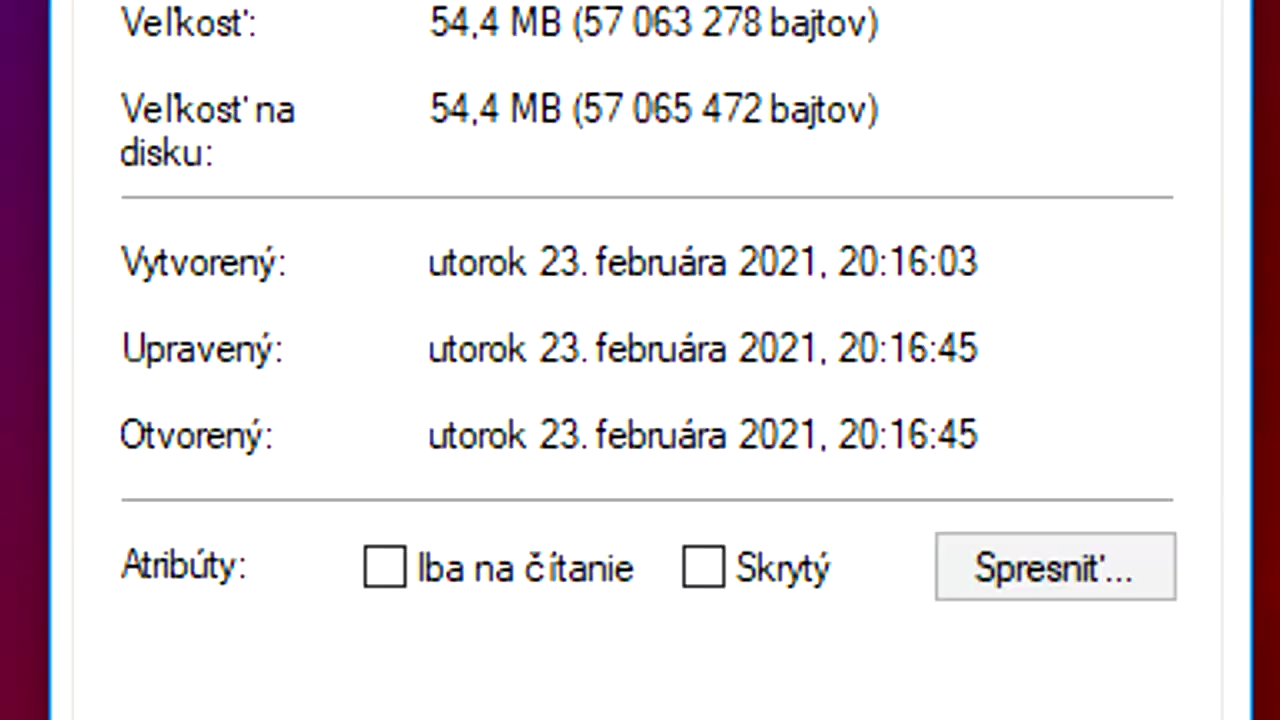 Veľkosť: 54,4 MB (57 063 278 bajtov)
Veľkosť na 54,4 MB (57 065 472 bajtov)
disku:
Vytvorený: utorok 23. februára 2021, 20:16:03
Upravený: utorok 23. februára 2021, 20:16:45
Otvorený: utorok 23. februára 2021, 20:16:45
Atribúty: Iba na čítanie Skrytý Spresniť...